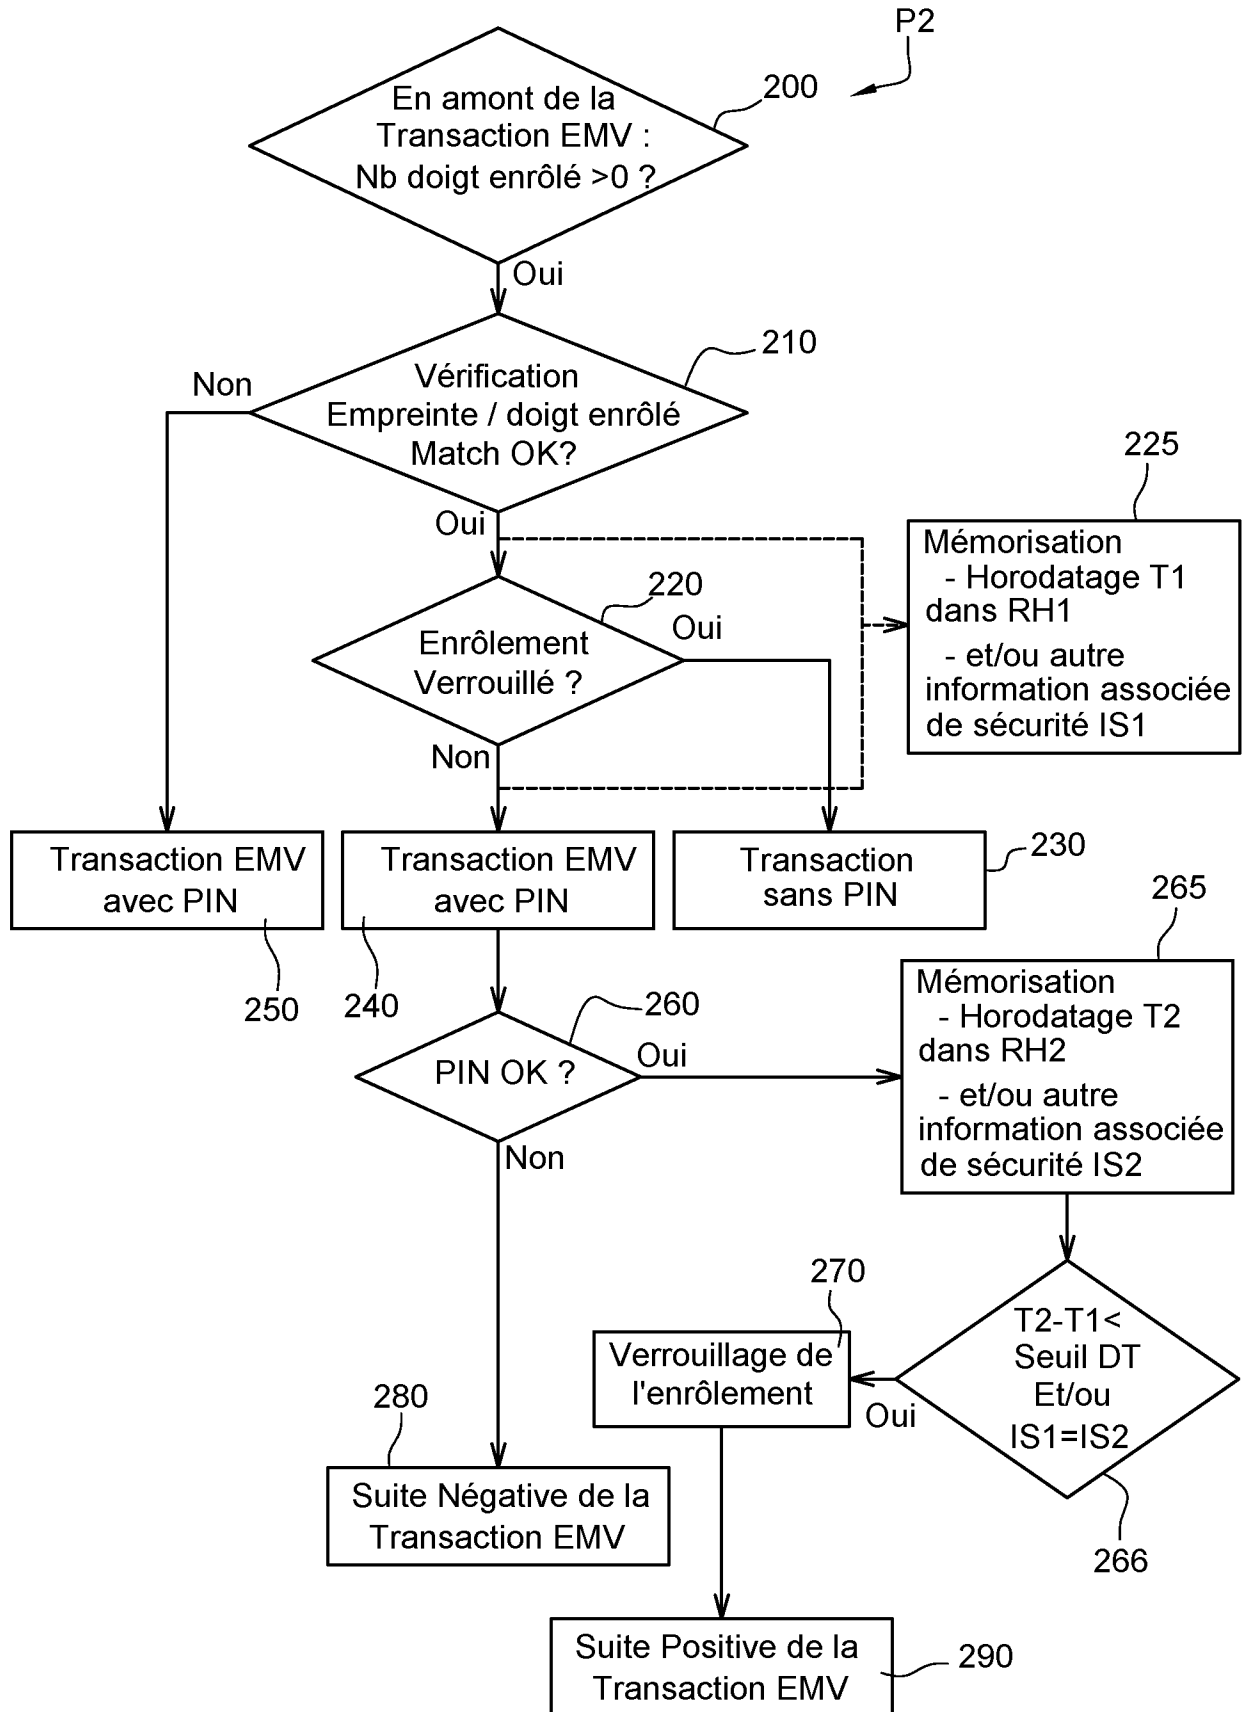 P2
200
En amont de la
Transaction EMV :
Nb doigt enrôlé >0 ?
Oui
210
Non
Vérification
Empreinte / doigt enrôlé
Match OK?
Oui
225
Mémorisation
- Horodatage T1
dans RH1
- et/ou autre
information associée
de sécurité IS1
220
Oui
Enrôlement
Verrouillé ?
Non
Transaction EMV
avec PIN
250
Transaction EMV
avec PIN
240
Transaction
sans PIN
230
265
Mémorisation
- Horodatage T2
dans RH2
- et/ou autre
information associée
de sécurité IS2
260
PIN OK ?
Oui
Non
270
T2-T1<
Seuil DT
Et/ou
IS1=IS2
266
Oui
Verrouillage de
l'enrôlement
280
Suite Négative de la
Transaction EMV
Suite Positive de la
Transaction EMV
290